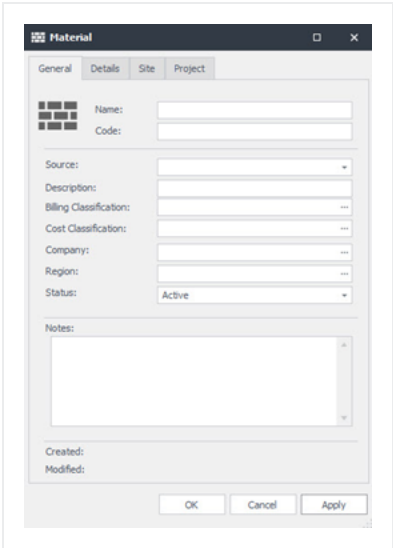 Material
General Details Site Project
Name:
Code:
Source:
Description:
Billing Classification:
Cost Classification:
Company:
Region:
Status: Active
Notes:
Created:
Modified:
OK Cancel Apply